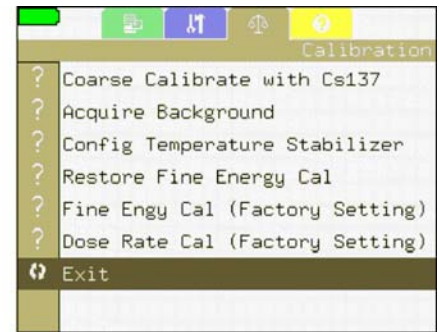 Calibration
? Coarse Calibrate with Cs137
? Acquire Background
? Config Temperature Stabilizer
? Restore Fine Energy Cal
? Fine Engy Cal (Factory Setting)
? Dose Rate Cal (Factory Setting)
Exit